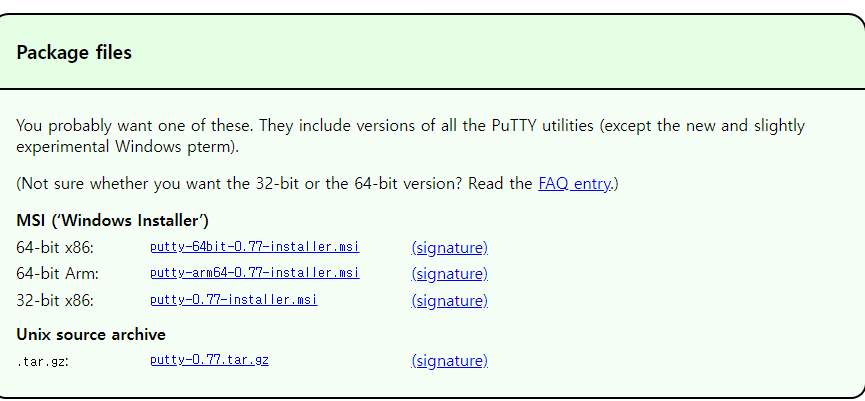 Package files
You probably want one of these. They include versions of all the PuTTY utilities (except the new and slightly
experimental Windows pterm).
(Not sure whether you want the 32-bit or the 64-bit version? Read the FAQ entry.)
MSI (‘Windows Installer’)
64-bit x86: putty-64bit-0.77-installer.msi (signature)
64-bit Arm: putty-arm64-0.77-installer.msi (signature)
32-bit x86: putty-0.77-installer.msi (signature)
Unix source archive
.tar.gz: putty-0.77.tar.gz (signature)